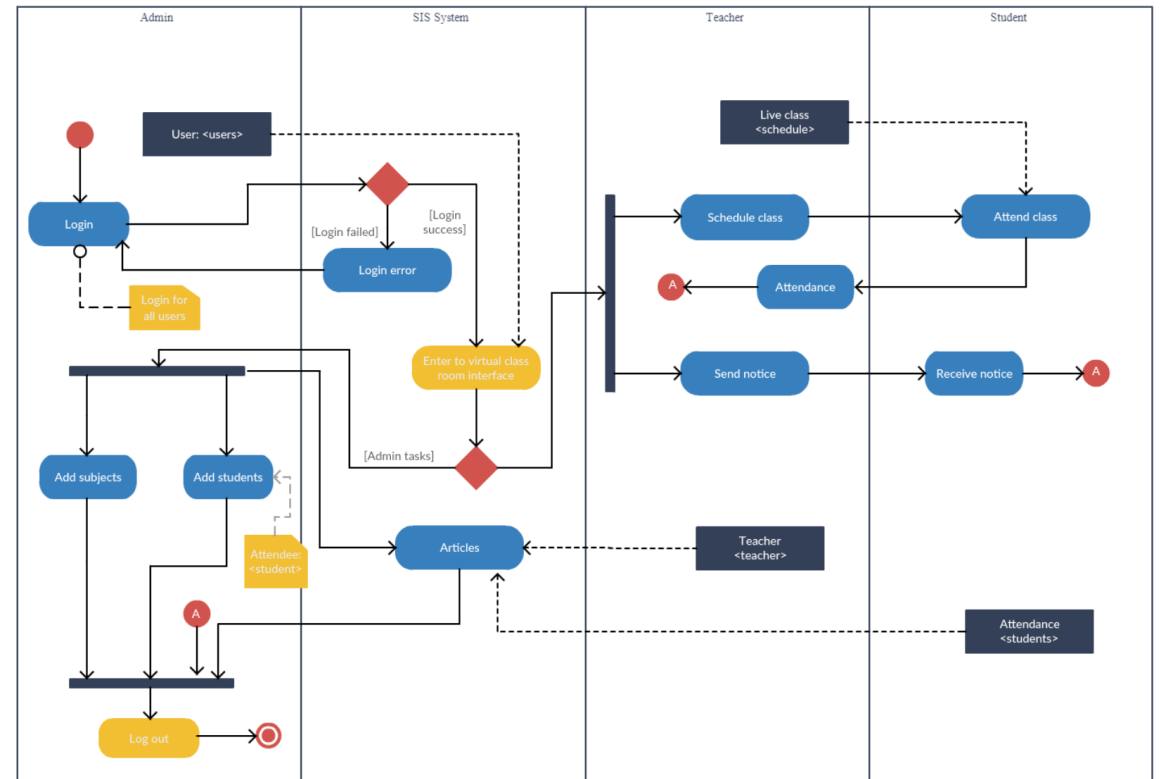 Admin
SIS System
Teacher
Student
User: <users>
Live class
<schedule>
Login
[Login failed]
[Login
success]
Schedule class
Attend class
Login error
A
Attendance
Login for
all users
Enter to virtual class
room interface
Send notice
Receive notice
A
[Admin tasks]
Add subjects
Add students
Articles
Teacher
<teacher>
Attendee:
<student>
A
Attendance
<students>
Log out